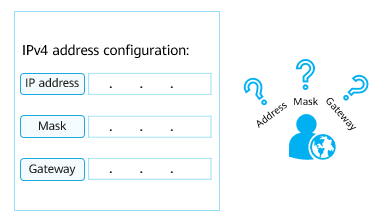 IPv4 address configuration:
IP address . . .
Mask . . .
Gateway . . .
? ? ?
Address Mask Gateway